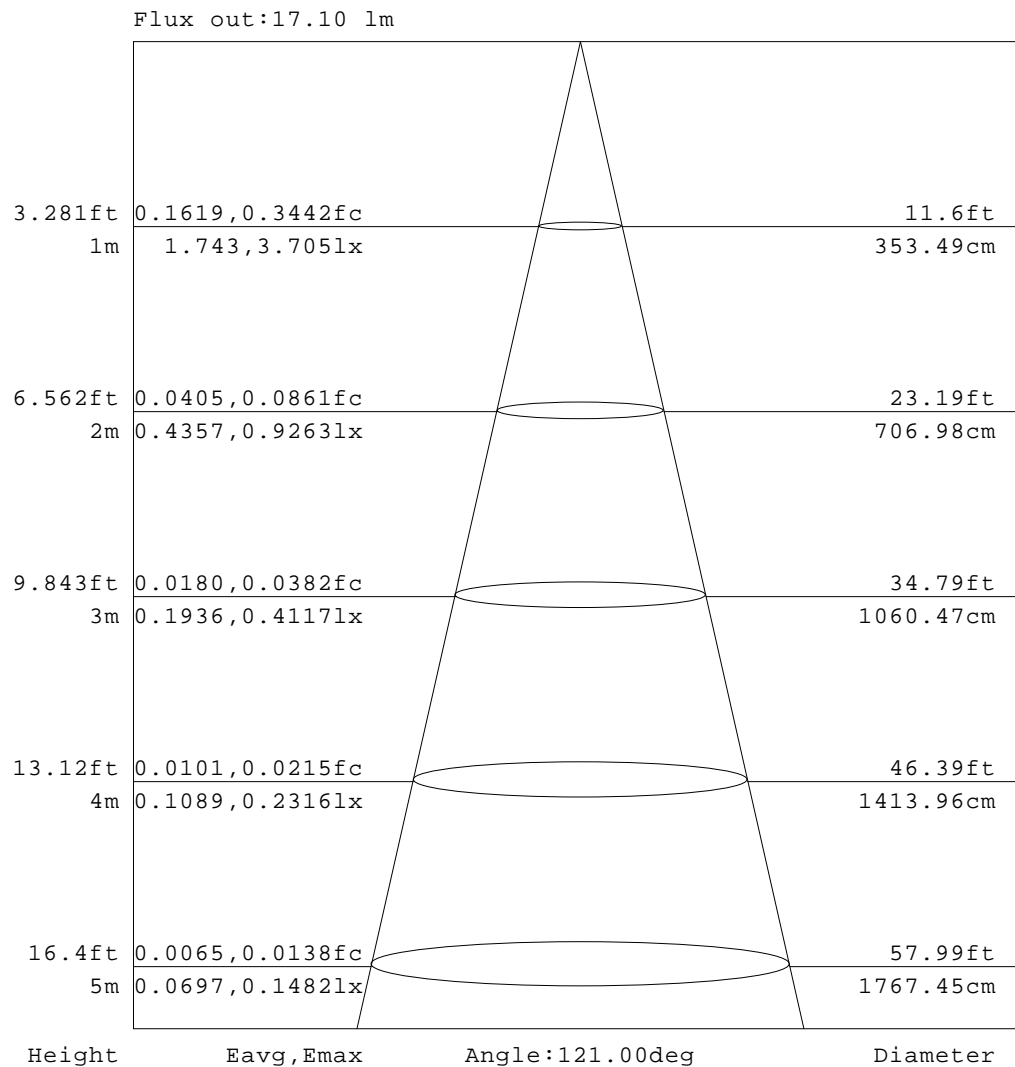 Flux out:17.10 lm
3.281ft 0.1619,0.3442fc 11.6ft
1m 1.743,3.705lx 353.49cm
6.562ft 0.0405,0.0861fc 23.19ft
2m 0.4357,0.9263lx 706.98cm
9.843ft 0.0180,0.0382fc 34.79ft
3m 0.1936,0.4117lx 1060.47cm
13.12ft 0.0101,0.0215fc 46.39ft
4m 0.1089,0.2316lx 1413.96cm
16.4ft 0.0065,0.0138fc 57.99ft
5m 0.0697,0.1482lx 1767.45cm
Height Eavg,Emax Angle:121.00deg Diameter